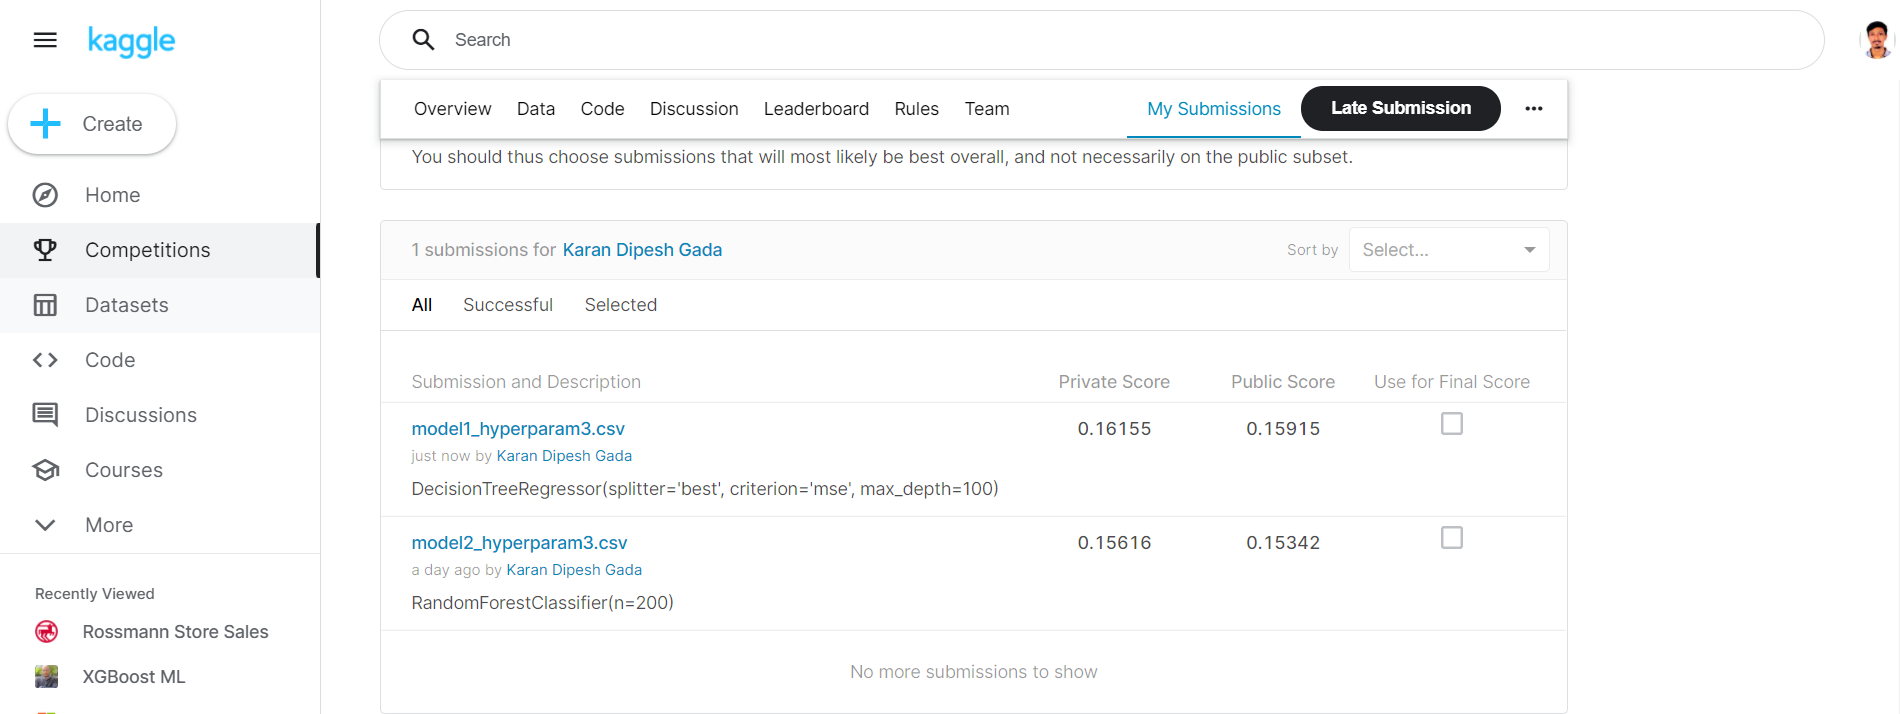 kaggle
Search
Create
Home
Competitions
Datasets
Code
Discussions
Courses
More
Recently Viewed
Rossmann Store Sales
XGBoost ML
Overview Data Code Discussion Leaderboard Rules Team My Submissions Late Submission
You should thus choose submissions that will most likely be best overall, and not necessarily on the public subset.
1 submissions for Karan Dipesh Gada Sort by Select...
All Successful Selected
Submission and Description Private Score Public Score Use for Final Score
model1_hyperparam3.csv 0.16155 0.15915
just now by Karan Dipesh Gada
DecisionTreeRegressor(splitter='best', criterion='mse', max_depth=100)
model2_hyperparam3.csv 0.15616 0.15342
a day ago by Karan Dipesh Gada
RandomForestClassifier(n=200)
No more submissions to show